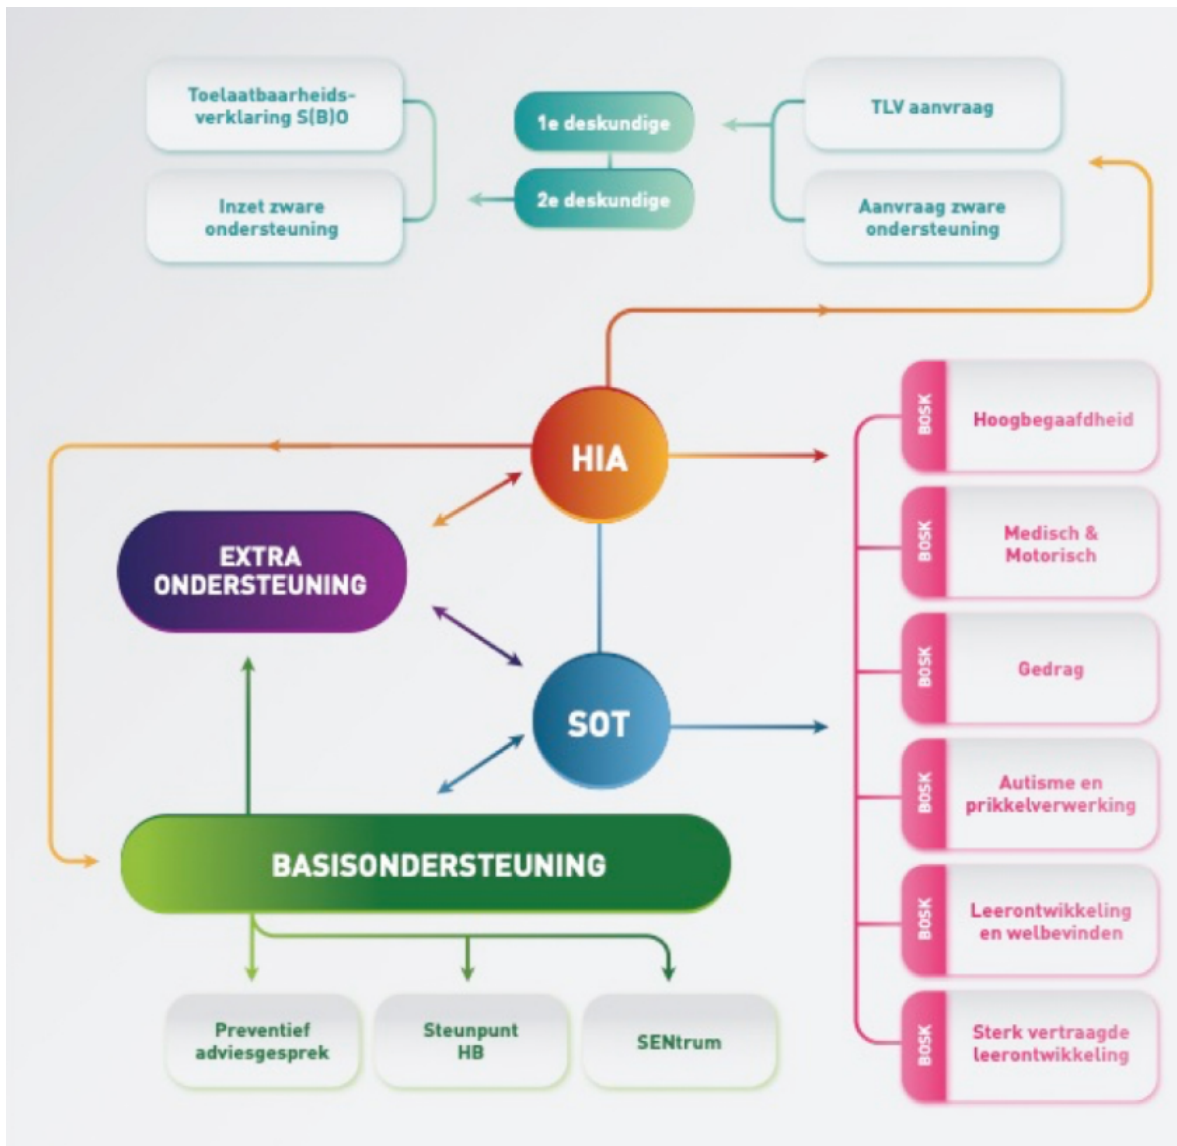 Toelaatbaarheids-
verklaring S(B)O
1e deskundige
TLV aanvraag
Inzet zware
ondersteuning
2e deskundige
Aanvraag zware
ondersteuning
HIA
EXTRA
ONDERSTEUNING
SOT
BASISONDERSTEUNING
Preventief
adviesgesprek
Steunpunt
HB
SENtrum
BOSK
Hoogbegaafdheid
BOSK
Medisch &
Motorisch
BOSK
Gedrag
BOSK
Autisme en
prikkelverwerking
BOSK
Leerontwikkeling
en welbevinden
BOSK
Sterk vertraagde
leerontwikkeling